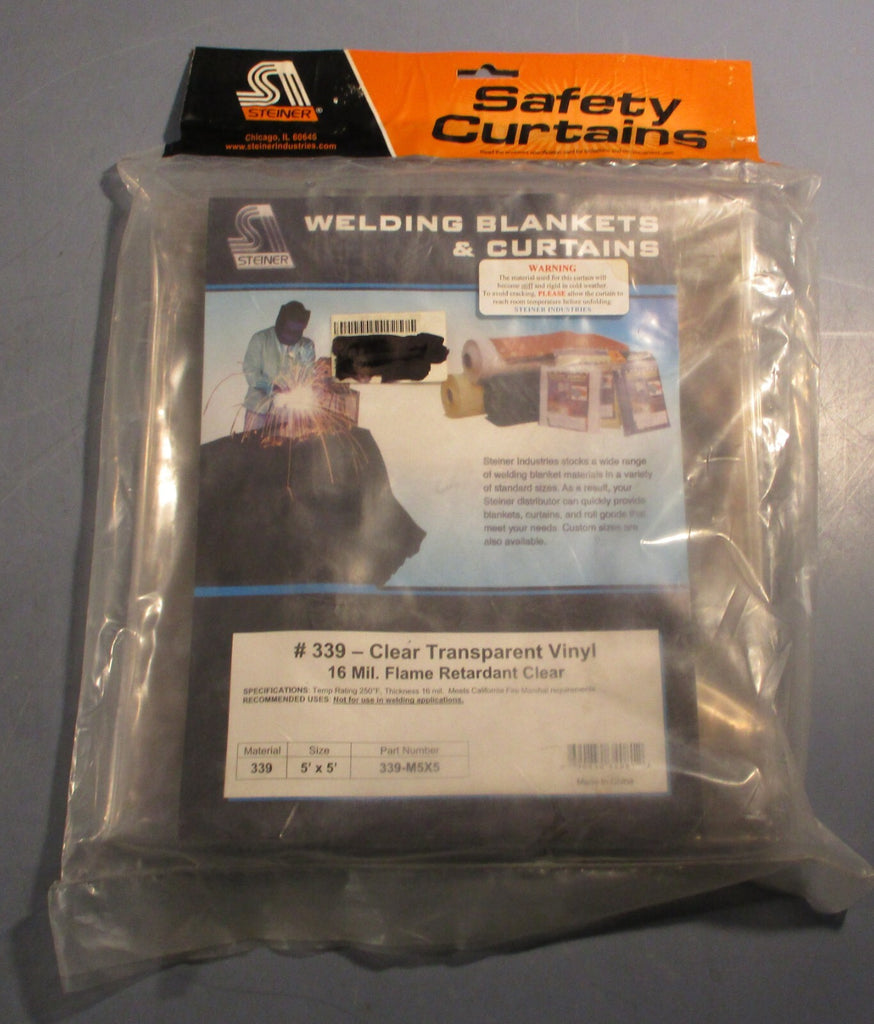 STEINER®
Chicago, IL 60645
www.steinerindustries.com
Safety
Curtains
STEINER
WELDING BLANKETS
& CURTAINS
WARNING
The material used for this curtain will
become stiff and rigid in cold weather.
To avoid cracking, PLEASE allow the curtain to
reach room temperature before unfolding.
STEINER INDUSTRIES
Steiner Industries stocks a wide range
of welding blanket materials in a variety
of standard sizes. As a result, your
Steiner distributor can quickly provide
blankets, curtains, and roll goods that
meet your needs. Custom sizes are
also available.
# 339 – Clear Transparent Vinyl
16 Mil. Flame Retardant Clear
SPECIFICATIONS: Temp Rating 250°F, Thickness 16 mil. Meets California Fire Marshal requirements
RECOMMENDED USES: Not for use in welding applications.
Material Size Part Number
339 5' x 5' 339-M5X5
Made in China